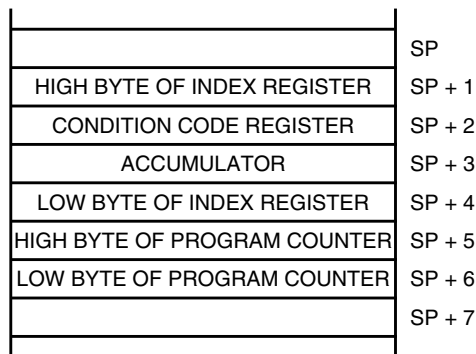 SP
HIGH BYTE OF INDEX REGISTER SP + 1
CONDITION CODE REGISTER SP + 2
ACCUMULATOR SP + 3
LOW BYTE OF INDEX REGISTER SP + 4
HIGH BYTE OF PROGRAM COUNTER SP + 5
LOW BYTE OF PROGRAM COUNTER SP + 6
SP + 7